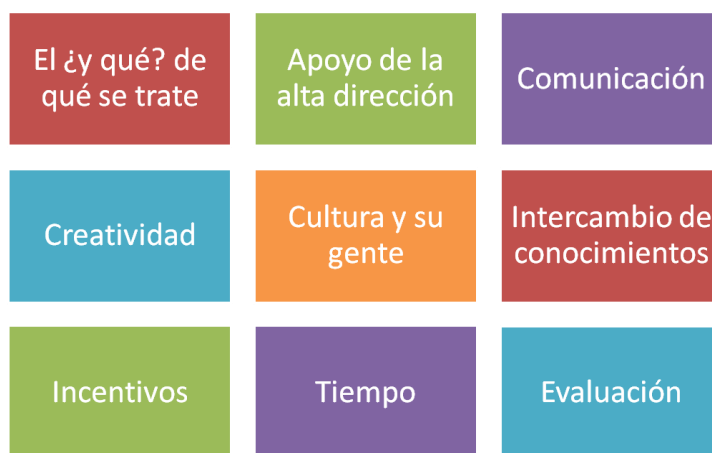 El ¿y qué? de
qué se trate
Apoyo de la
alta dirección
Comunicación
Creatividad
Cultura y su
gente
Intercambio de
conocimientos
Incentivos
Tiempo
Evaluación